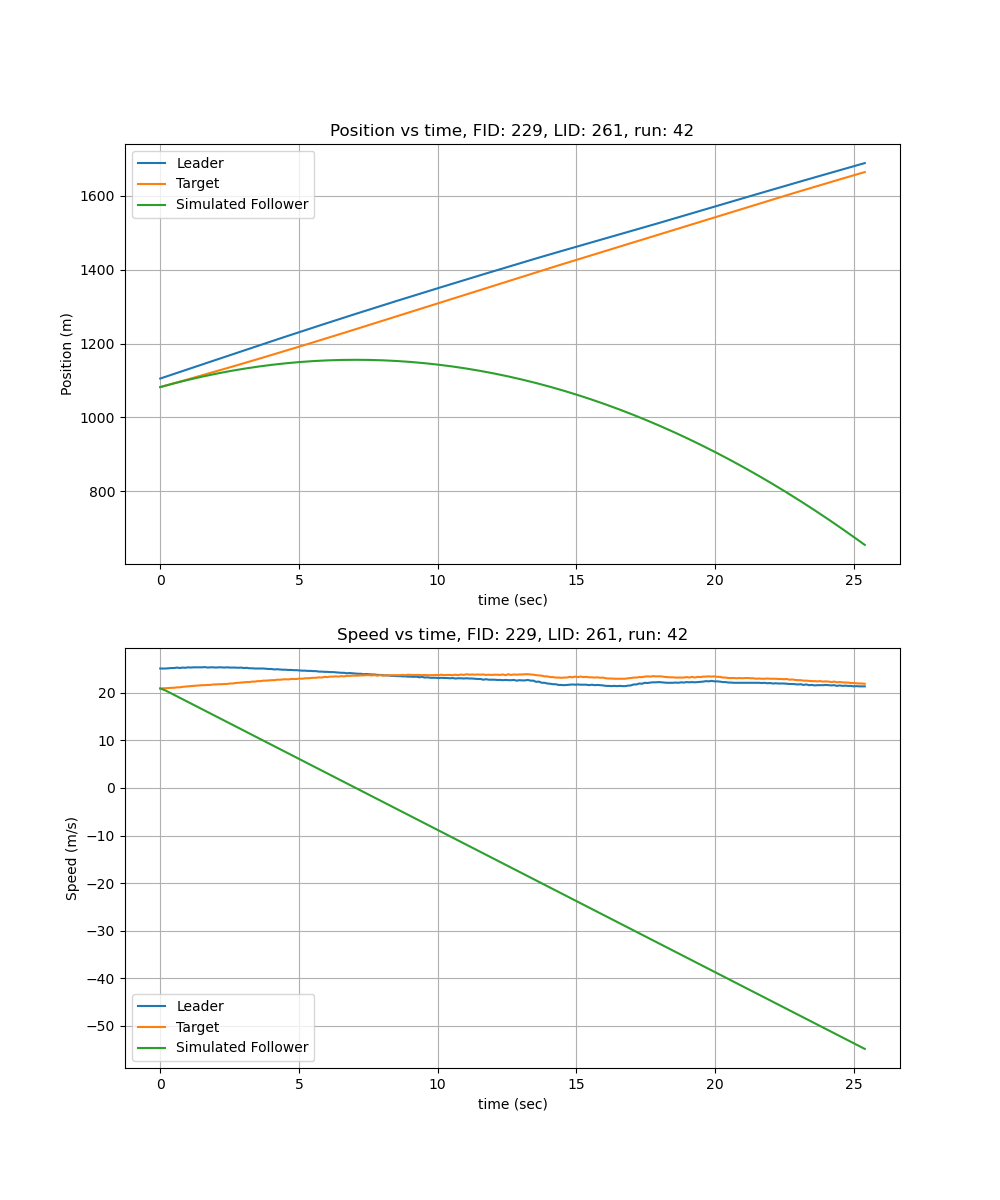 Position vs time, FID: 229, LID: 261, run: 42
Leader
Target
Simulated Follower
1600
1400
1200
1000
800
Position (m)
0 5 10 15 20 25
time (sec)
Speed vs time, FID: 229, LID: 261, run: 42
20
10
0
−10
−20
−30
−40
−50
Speed (m/s)
Leader
Target
Simulated Follower
0 5 10 15 20 25
time (sec)